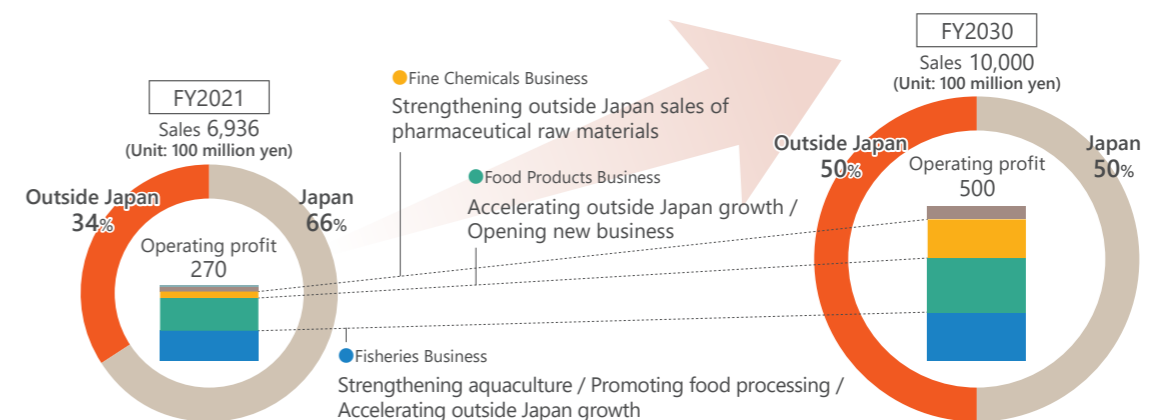 FY2021
Sales 6,936
(Unit: 100 million yen)
Outside Japan
34%
Japan
66%
Operating profit
270
Fine Chemicals Business
Strengthening outside Japan sales of
pharmaceutical raw materials
Food Products Business
Accelerating outside Japan growth /
Opening new business
Fisheries Business
Strengthening aquaculture / Promoting food processing /
Accelerating outside Japan growth
FY2030
Sales 10,000
(Unit: 100 million yen)
Outside Japan
50%
Japan
50%
Operating profit
500